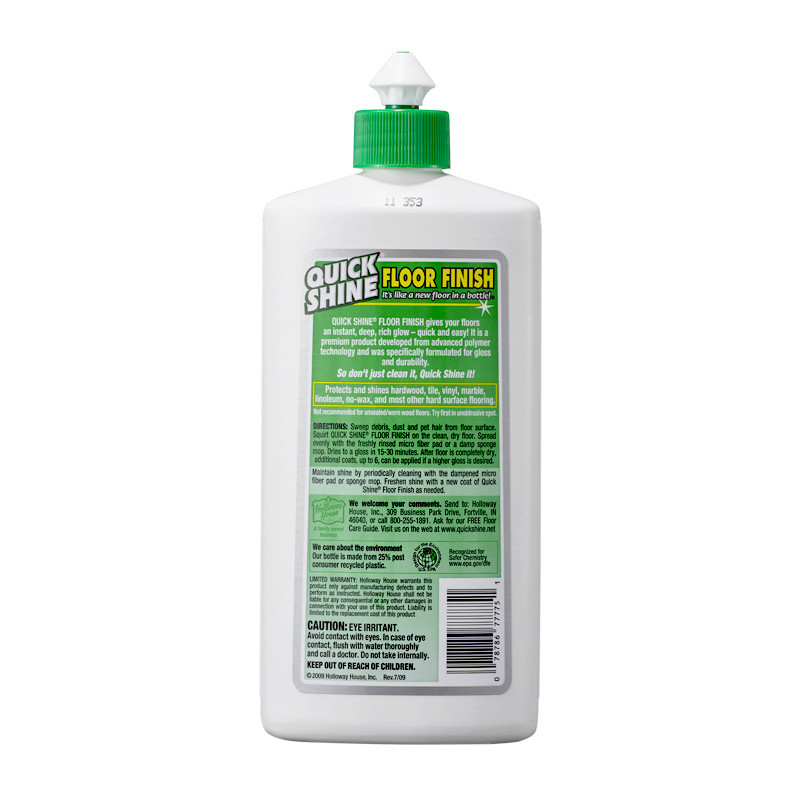 11 353
QUICK
SHINE
FLOOR FINISH
It's like a new floor in a bottle!®
QUICK SHINE® FLOOR FINISH gives your floors
an instant, deep, rich glow – quick and easy! It is a
premium product developed from advanced polymer
technology and was specifically formulated for gloss
and durability.
So don't just clean it, Quick Shine it!
Protects and shines hardwood, tile, vinyl, marble,
linoleum, no-wax, and most other hard surface flooring.
Not recommended for unsealed/worn wood floors. Try first in unobtrusive spot.
DIRECTIONS: Sweep debris, dust and pet hair from floor surface.
Squirt QUICK SHINE® FLOOR FINISH on the clean, dry floor. Spread
evenly with the freshly rinsed micro fiber pad or a damp sponge
mop. Dries to a gloss in 15-30 minutes. After floor is completely dry,
additional coats, up to 6, can be applied if a higher gloss is desired.
Maintain shine by periodically cleaning with the dampened micro
fiber pad or sponge mop. Freshen shine with a new coat of Quick
Shine® Floor Finish as needed.
Holloway
House
A family owned
business
We welcome your comments. Send to: Holloway
House, Inc., 309 Business Park Drive, Fortville, IN
46040, or call 800-255-1891. Ask for our FREE Floor
Care Guide. Visit us on the web at www.quickshine.net
We care about the environment
Our bottle is made from 25% post
consumer recycled plastic.
Design for the Environment
U.S. EPA
Recognized for
Safer Chemistry
www.epa.gov/dfe
LIMITED WARRANTY: Holloway House warrants this
product only against manufacturing defects and to
perform as instructed. Holloway House shall not be
liable for any consequential or any other damages in
connection with your use of this product. Liability is
limited to the replacement cost of this product
CAUTION: EYE IRRITANT.
Avoid contact with eyes. In case of eye
contact, flush with water thoroughly
and call a doctor. Do not take internally.
KEEP OUT OF REACH OF CHILDREN.
©2009 Holloway House, Inc. Rev.7/09
0 78786 77775 1